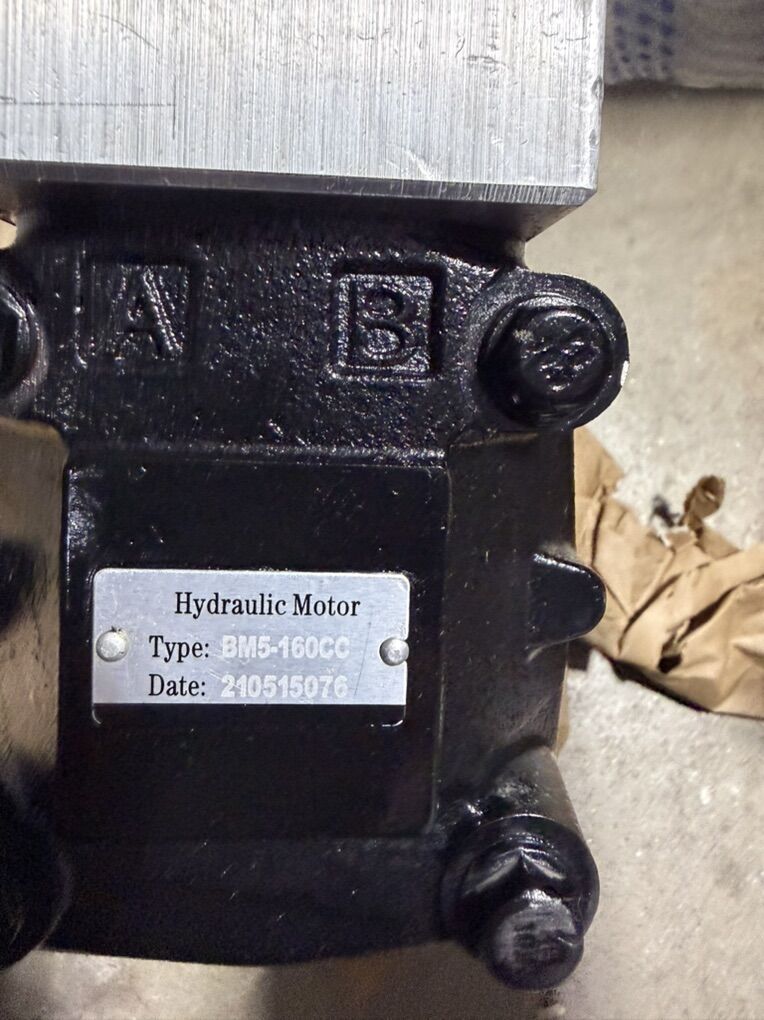 A B
Hydraulic Motor
Type: BM5-160CC
Date: 210515076